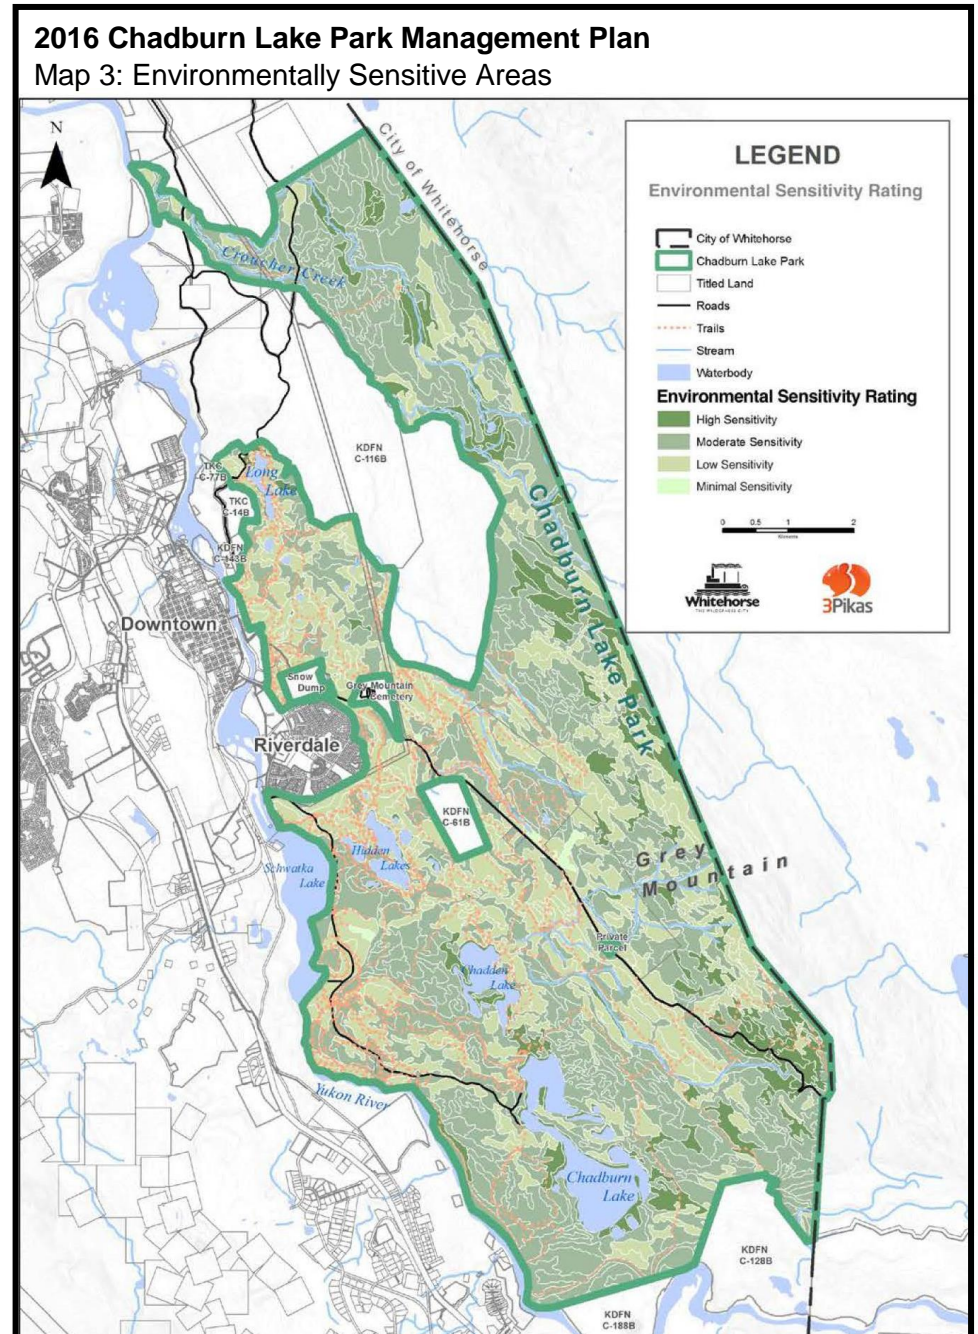 2016 Chadburn Lake Park Management Plan
Map 3: Environmentally Sensitive Areas
N
City of Whitehorse
LEGEND
Environmental Sensitivity Rating
City of Whitehorse
Chadburn Lake Park
Titled Land
Roads
Trails
Stream
Waterbody
Environmental Sensitivity Rating
High Sensitivity
Moderate Sensitivity
Low Sensitivity
Minimal Sensitivity
0 0.5 1 2
Whitehorse
3Pikas
Croucher Creek
KDFN
C-116B
TKC
C-77B
Long
Lake
TKC
C-14B
KDFN
C-143B
Chadburn Lake Park
Downtown
Snow
Dump
Grey Mountain
Cemetery
Riverdale
KDFN
C-61B
Hidden
Lakes
Schwatka
Lake
Grey
Mountain
Private
Parcel
Chadden
Lake
Yukon River
Chadburn
Lake
KDFN
C-128B
KDFN
C-188B